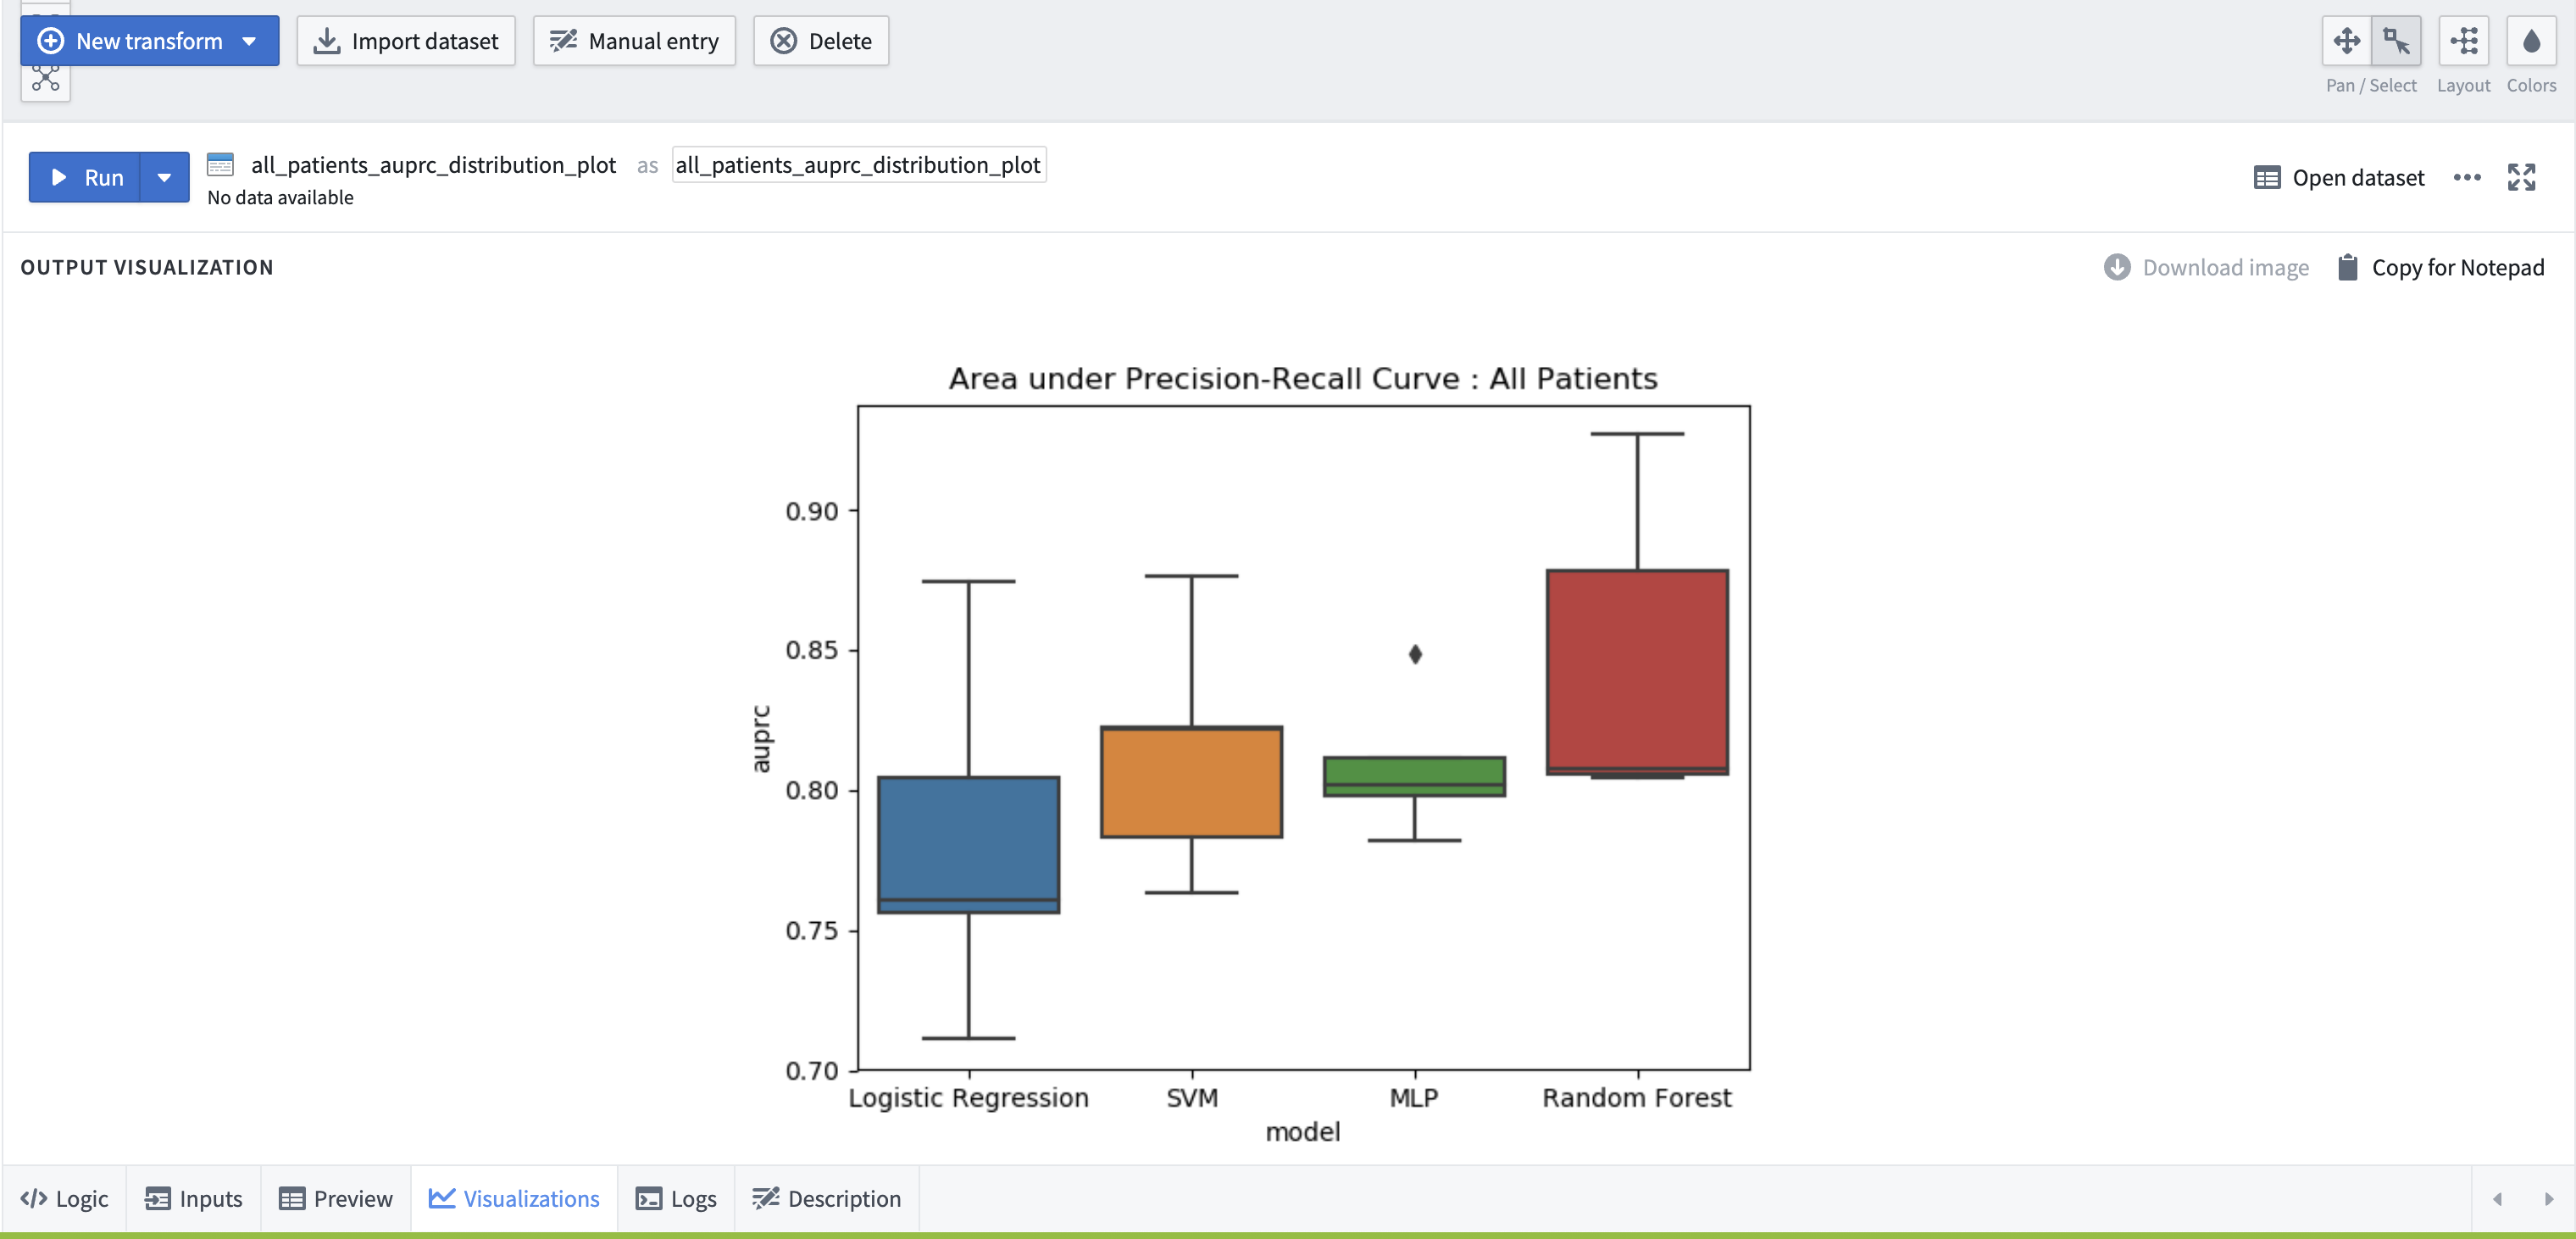 New transform
Import dataset
Manual entry
Delete
Pan / Select
Layout
Colors
Run
all_patients_auprc_distribution_plot as all_patients_auprc_distribution_plot
No data available
Open dataset
OUTPUT VISUALIZATION
Download image
Copy for Notepad
Area under Precision-Recall Curve : All Patients
0.90
0.85
0.80
0.75
0.70
auprc
Logistic Regression
SVM
MLP
Random Forest
model
Logic
Inputs
Preview
Visualizations
Logs
Description